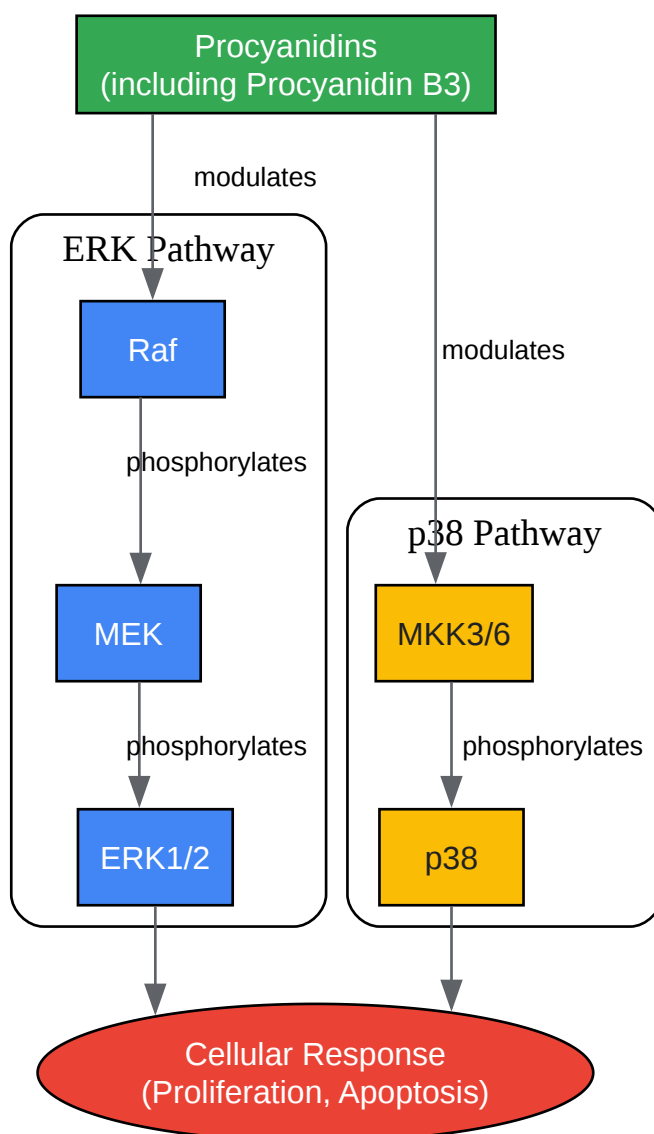 Procyanidins
(including Procyanidin B3)
modulates
ERK Pathway
Raf
modulates
phosphorylates
p38 Pathway
MEK
MKK3/6
phosphorylates
phosphorylates
ERK1/2
p38
Cellular Response
(Proliferation, Apoptosis)